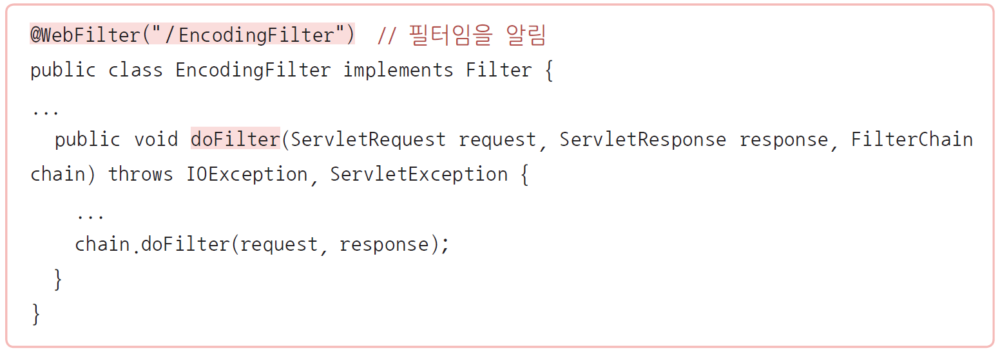 @WebFilter("/EncodingFilter")  // 필터임을 알림
public class EncodingFilter implements Filter {
...
  public void doFilter(ServletRequest request, ServletResponse response, FilterChain
chain) throws IOException, ServletException {
    ...
    chain.doFilter(request, response);
  }
}